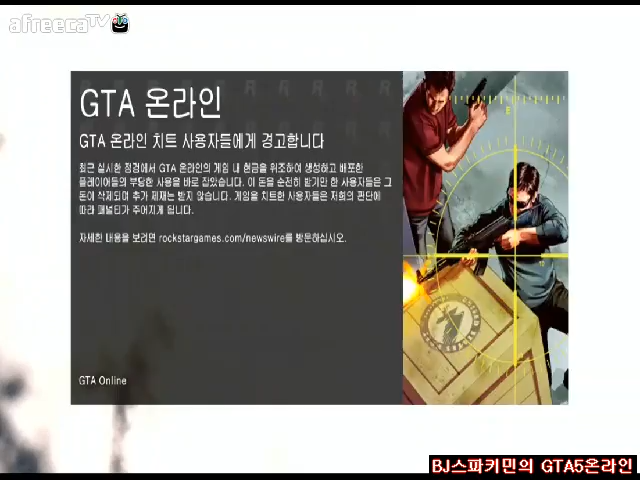 afreecaTV
GTA 온라인
GTA 온라인 치트 사용자들에게 경고합니다
최근 실시한 점검에서 GTA 온라인의 게임 내 현금을 위조하여 생성하고 배포한
플레이어들의 부당한 사용을 바로 잡았습니다. 이 돈을 순전히 받기만 한 사용자들은 그
돈이 삭제되며 추가 제재는 받지 않습니다. 게임을 치트한 사용자들은 저희의 판단에
따라 패널티가 주어지게 됩니다.
자세한 내용을 보려면 rockstargames.com/newswire를 방문하십시오.
GTA Online
BJ스파키민의 GTA5온라인